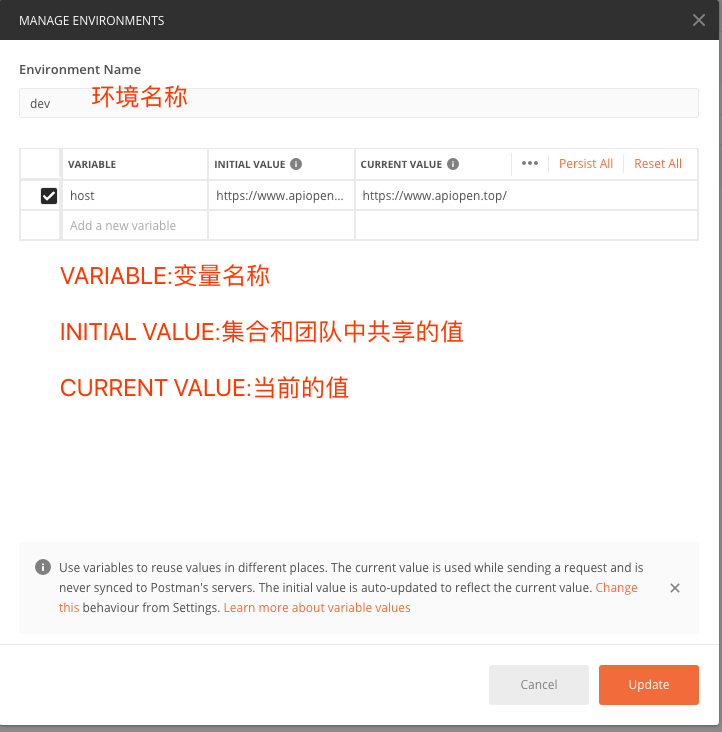 MANAGE ENVIRONMENTS
Environment Name
dev 环境名称
VARIABLE INITIAL VALUE CURRENT VALUE Persist All Reset All
host https://www.apiopen... https://www.apiopen.top/
Add a new variable
VARIABLE:变量名称
INITIAL VALUE:集合和团队中共享的值
CURRENT VALUE:当前的值
Use variables to reuse values in different places. The current value is used while sending a request and is
never synced to Postman's servers. The initial value is auto-updated to reflect the current value. Change
this behaviour from Settings. Learn more about variable values
Cancel Update